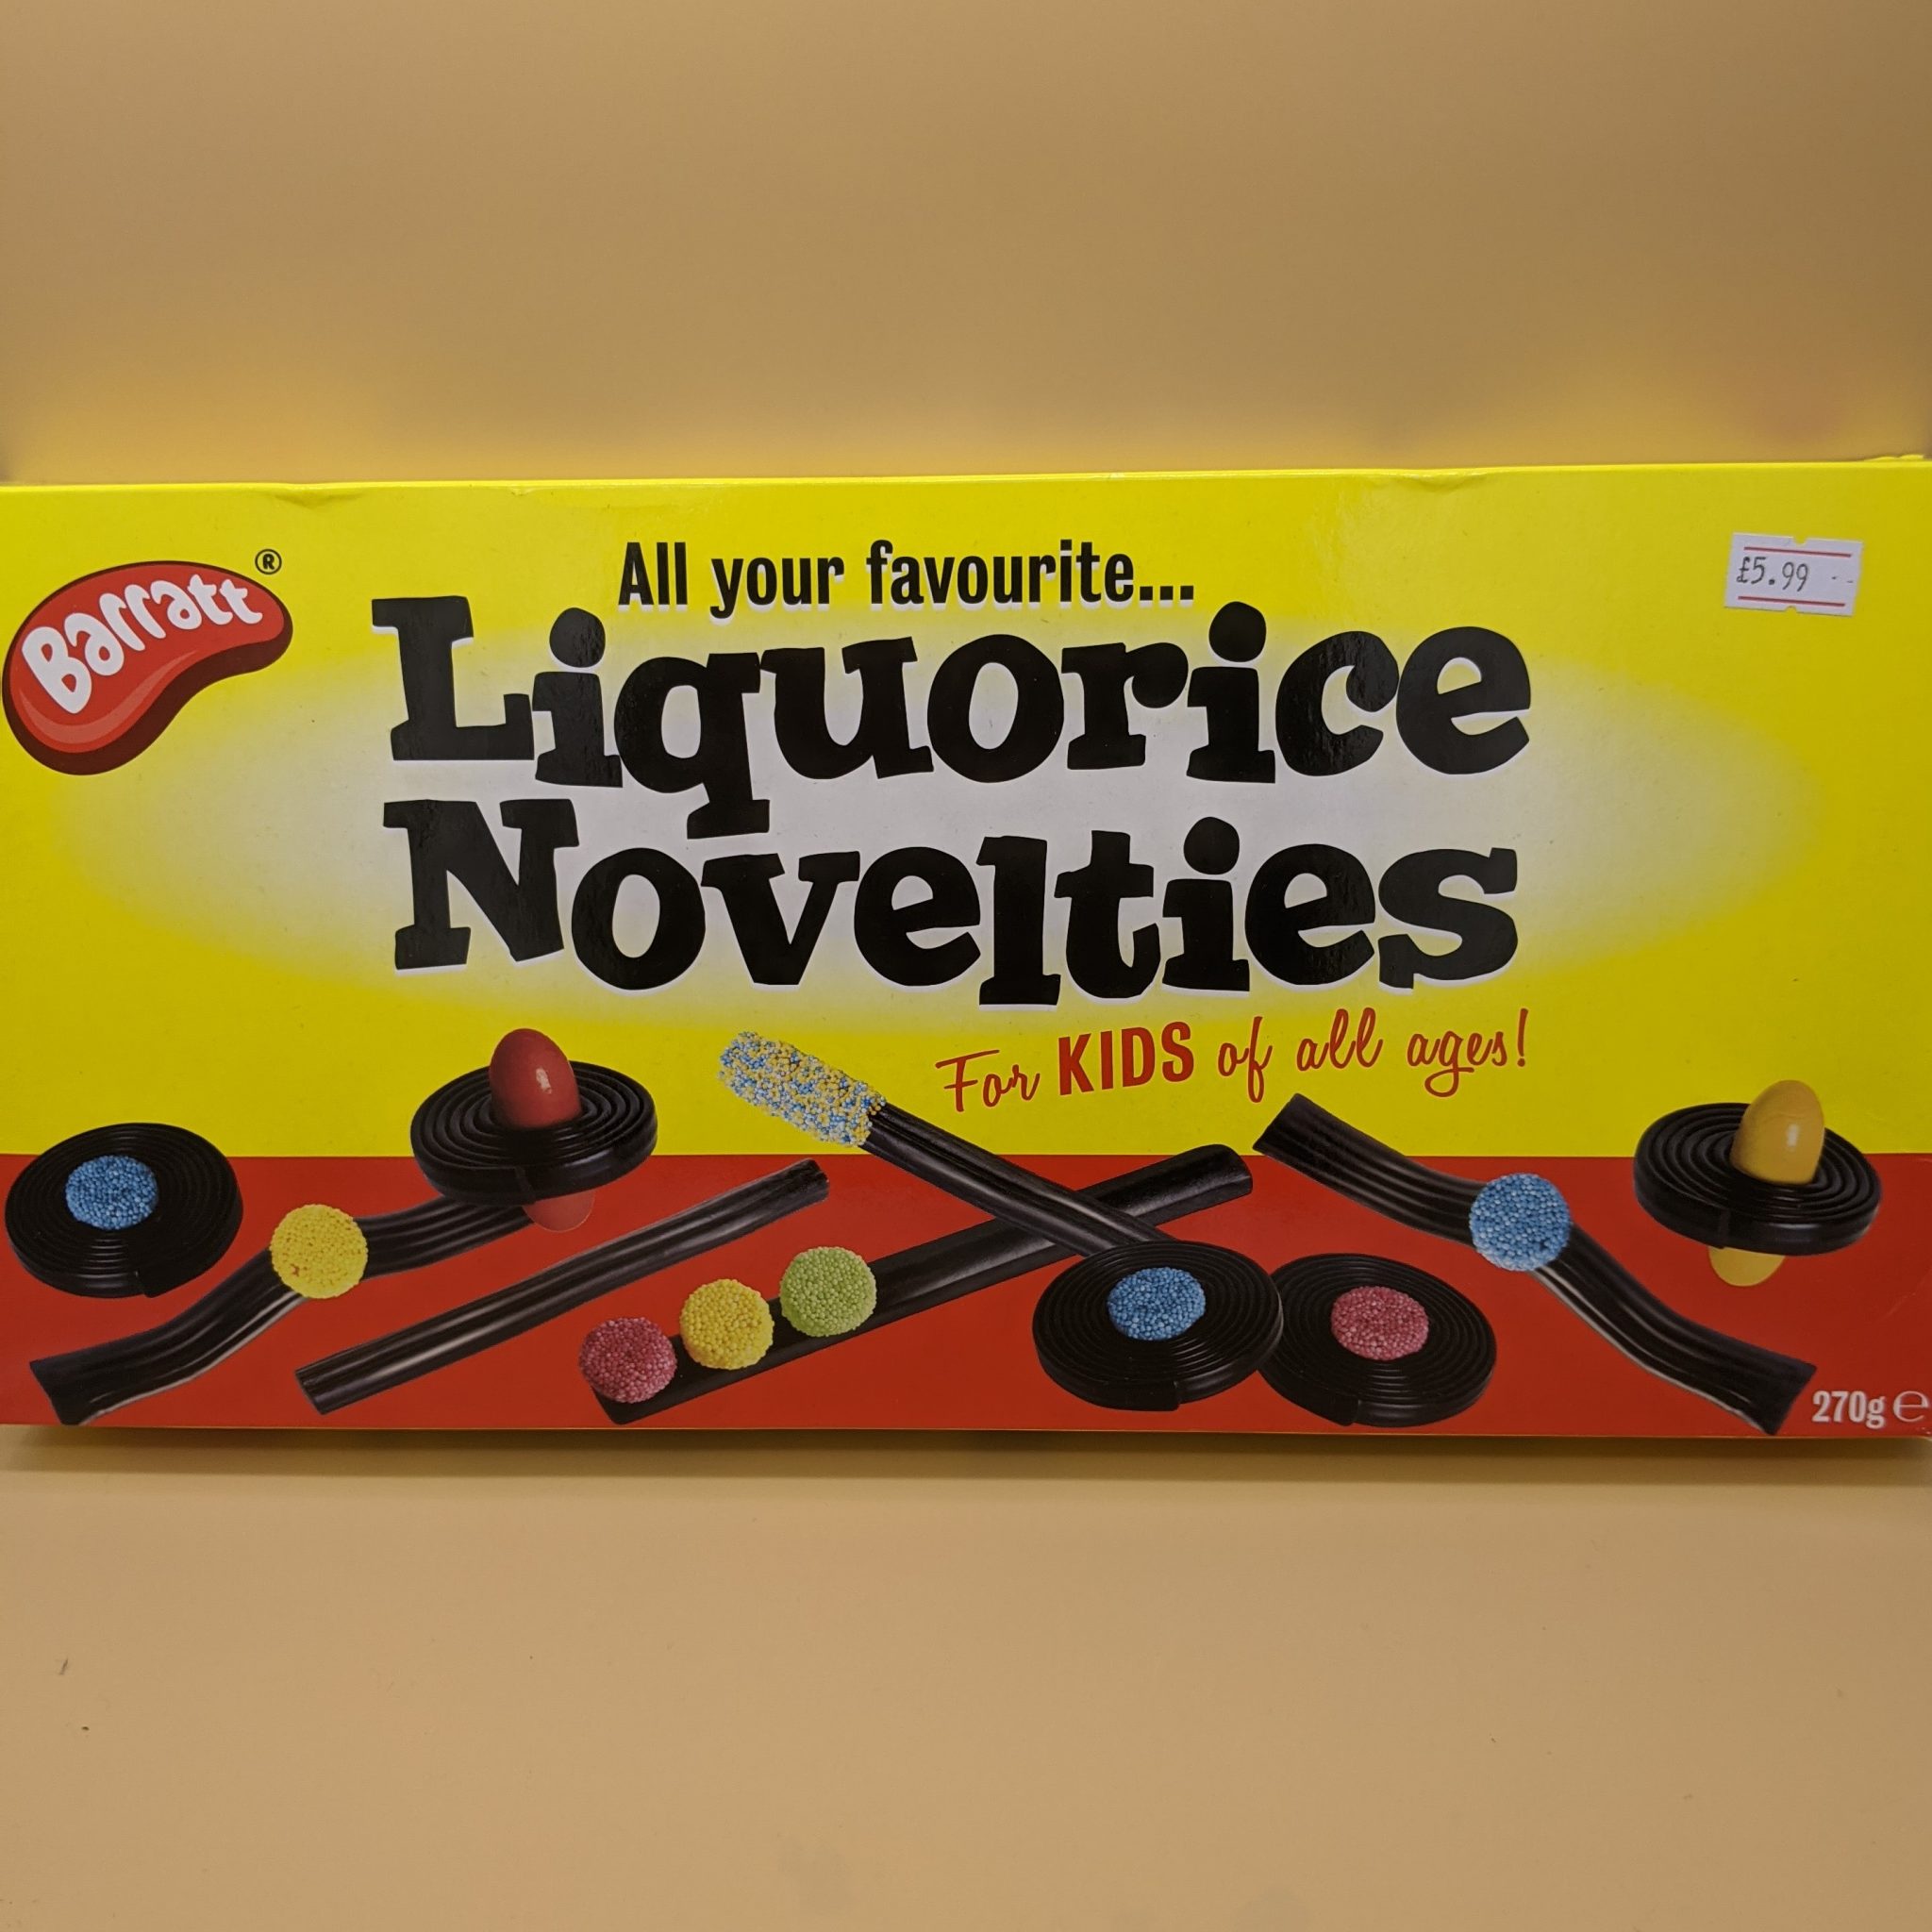 Barratt®
All your favourite...
£5.99
Liquorice
Novelties
For KIDS of all ages!
270g ℮